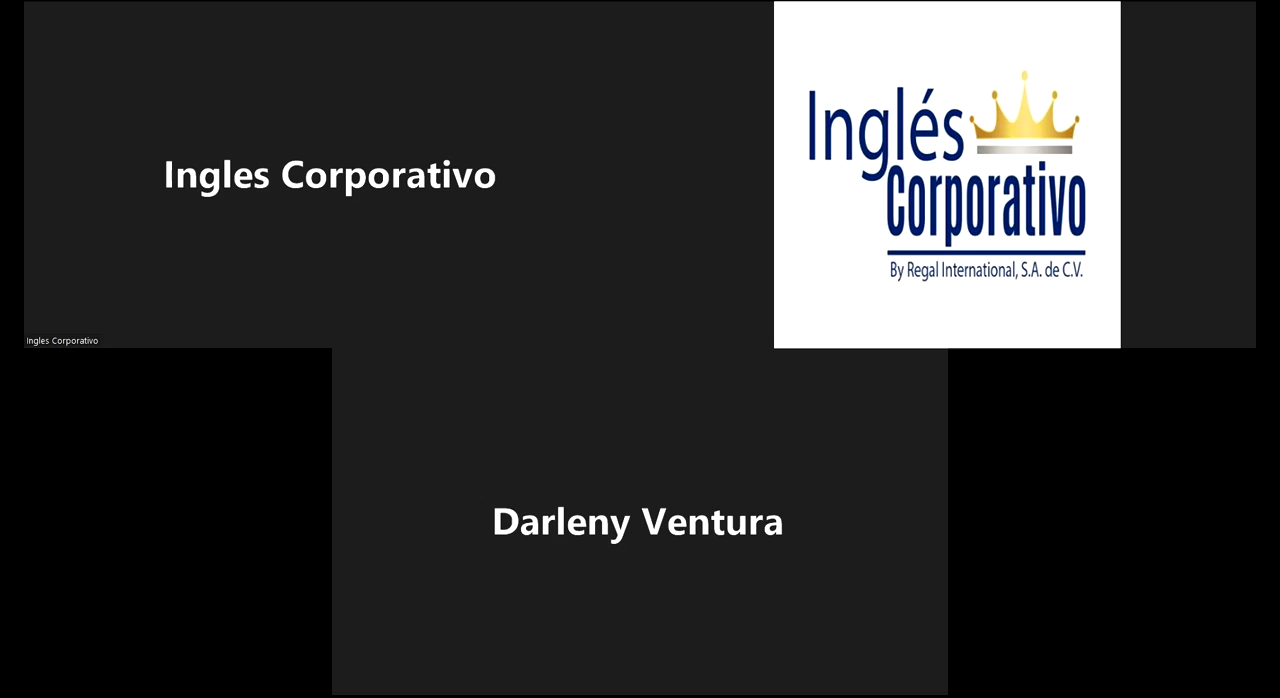 Ingles Corporativo
Inglés
Corporativo
By Regal International, S.A. de C.V.
Ingles Corporativo
Darleny Ventura